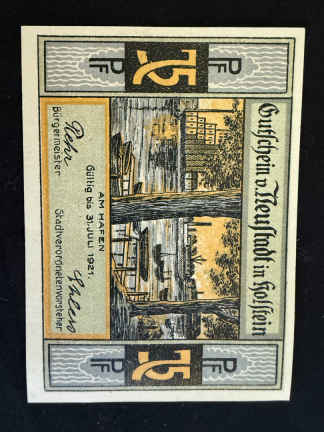 Gutschein v. Neustadt in Holstein
75
PF PF
75
PF PF
AM HAFEN
Gültig bis 31. JULI 1921.
Bürgermeister
Stadtverordnetenvorsteher